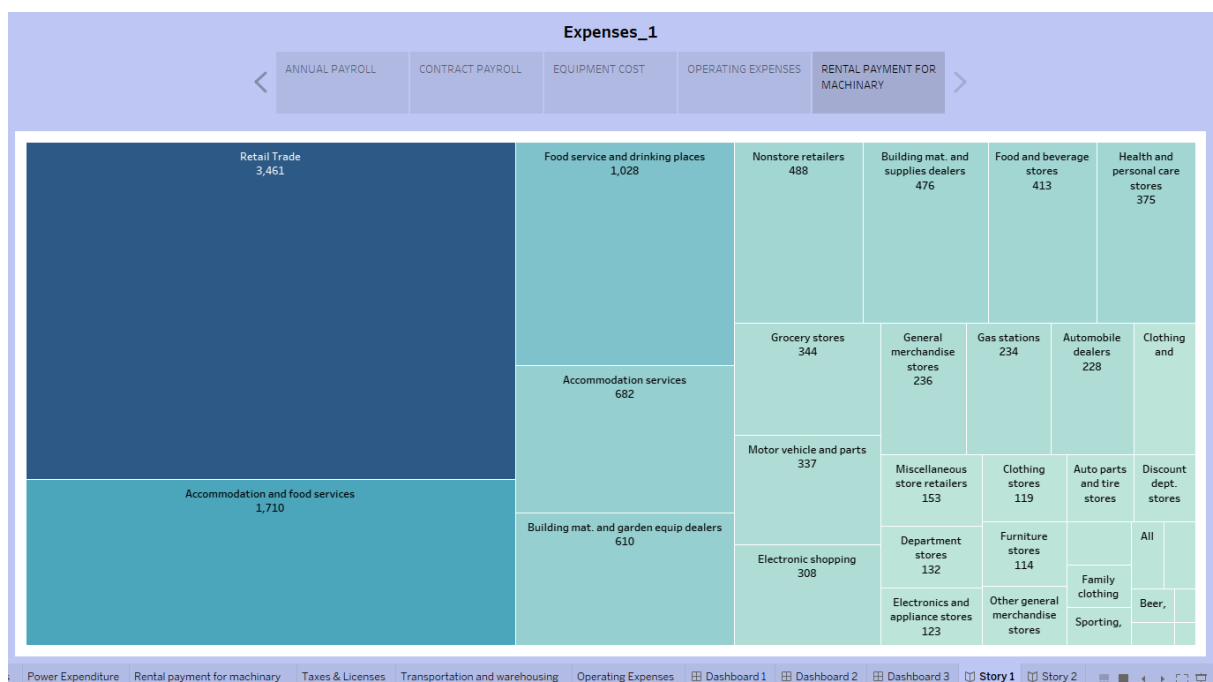 Expenses_1
ANNUAL PAYROLL
CONTRACT PAYROLL
EQUIPMENT COST
OPERATING EXPENSES
RENTAL PAYMENT FOR
MACHINARY
Retail Trade
3,461
Accommodation and food services
1,710
Food service and drinking places
1,028
Accommodation services
682
Building mat. and garden equip dealers
610
Nonstore retailers
488
Building mat. and
supplies dealers
476
Food and beverage
stores
413
Health and
personal care
stores
375
Grocery stores
344
Motor vehicle and parts
337
Electronic shopping
308
General
merchandise
stores
236
Gas stations
234
Automobile
dealers
228
Clothing
and
Miscellaneous
store retailers
153
Clothing
stores
119
Auto parts
and tire
stores
Discount
dept.
stores
Department
stores
132
Furniture
stores
114
All
Family
clothing
Electronics and
appliance stores
123
Other general
merchandise
stores
Sporting,
Beer,
s Power Expenditure Rental payment for machinary Taxes & Licenses Transportation and warehousing Operating Expenses Dashboard 1 Dashboard 2 Dashboard 3 Story 1 Story 2